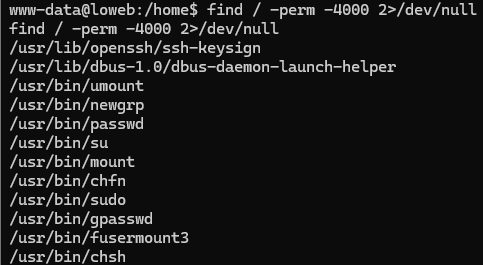 www-data@loweb:/home$ find / -perm -4000 2>/dev/null
find / -perm -4000 2>/dev/null
/usr/lib/openssh/ssh-keysign
/usr/lib/dbus-1.0/dbus-daemon-launch-helper
/usr/bin/umount
/usr/bin/newgrp
/usr/bin/passwd
/usr/bin/su
/usr/bin/mount
/usr/bin/chfn
/usr/bin/sudo
/usr/bin/gpasswd
/usr/bin/fusermount3
/usr/bin/chsh